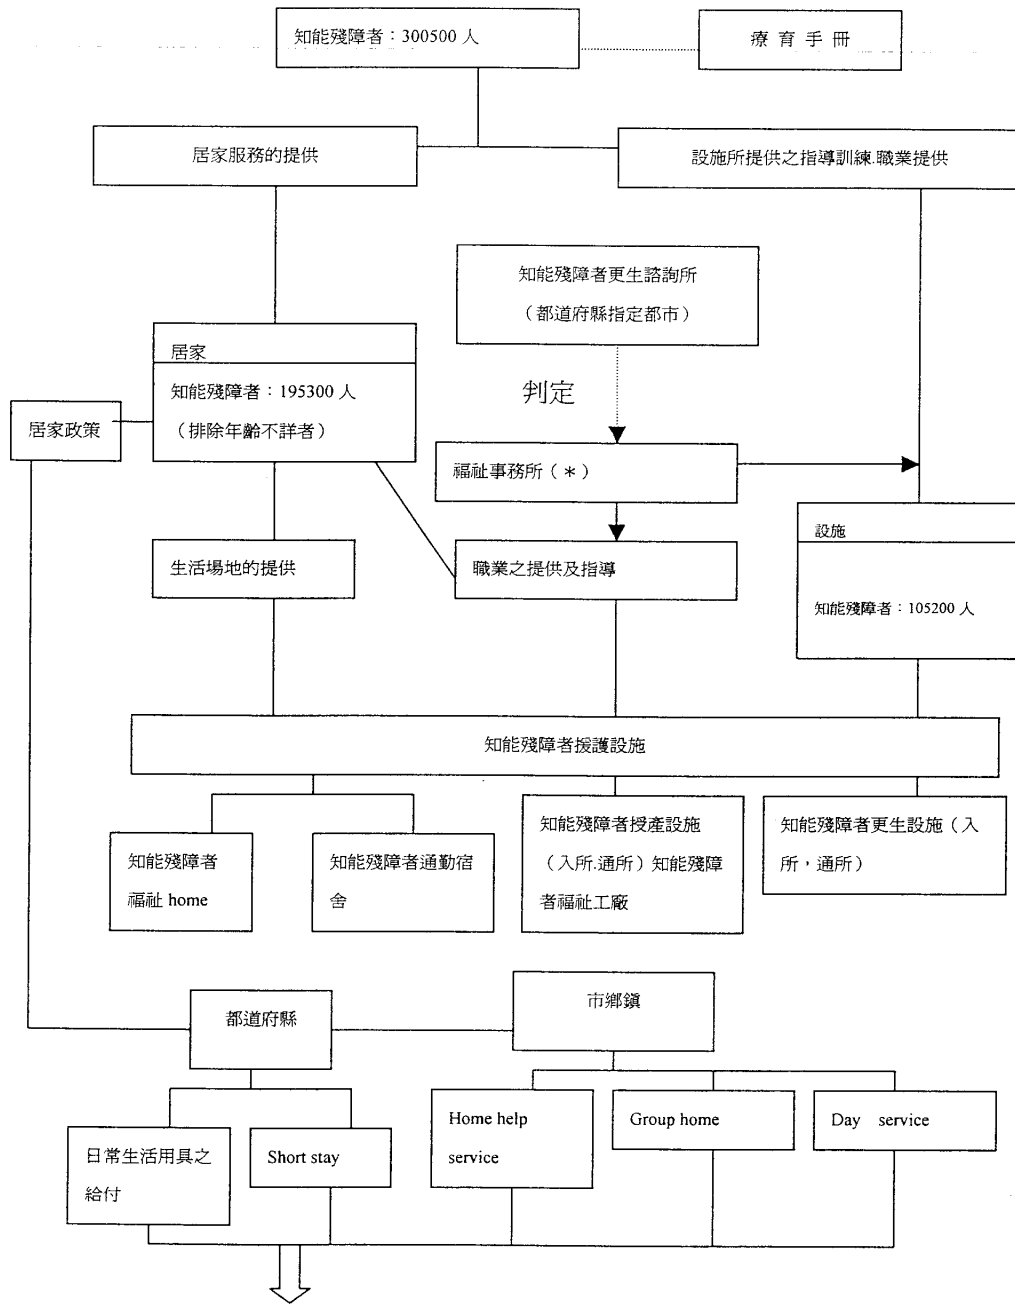 知能殘障者：300500 人
療 育 手 冊
居家服務的提供
設施所提供之指導訓練.職業提供
知能殘障者更生諮詢所
（都道府縣指定都市）
居家
知能殘障者：195300 人
（排除年齡不詳者）
判定
居家政策
福祉事務所（＊）
設施
生活場地的提供
職業之提供及指導
知能殘障者：105200 人
知能殘障者援護設施
知能殘障者
福祉 home
知能殘障者通勤宿
舍
知能殘障者授產設施
（入所.通所）知能殘障
者福祉工廠
知能殘障者更生設施（入
所，通所）
都道府縣
市鄉鎮
日常生活用具之
給付
Short stay
Home help
service
Group home
Day service